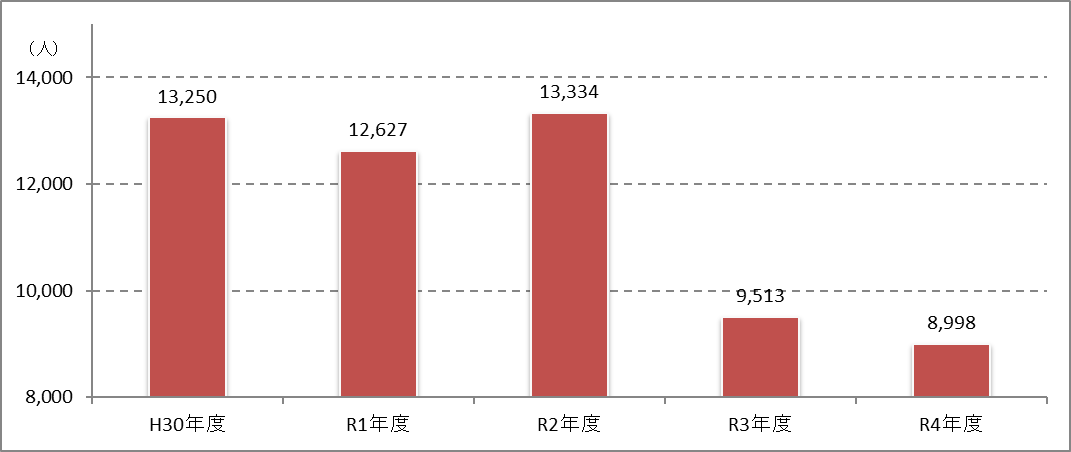 （人）
14,000
12,000
10,000
8,000
13,250
12,627
13,334
9,513
8,998
H30年度
R1年度
R2年度
R3年度
R4年度